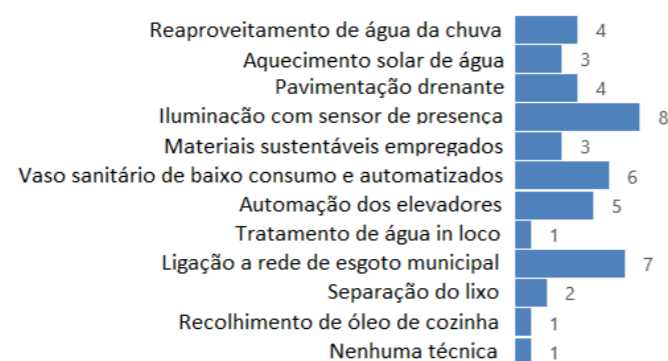 Reaproveitamento de água da chuva 4
Aquecimento solar de água 3
Pavimentação drenante 4
Iluminação com sensor de presença 8
Materiais sustentáveis empregados 3
Vaso sanitário de baixo consumo e automatizados 6
Automação dos elevadores 5
Tratamento de água in loco 1
Ligação a rede de esgoto municipal 7
Separação do lixo 2
Recolhimento de óleo de cozinha 1
Nenhuma técnica 1